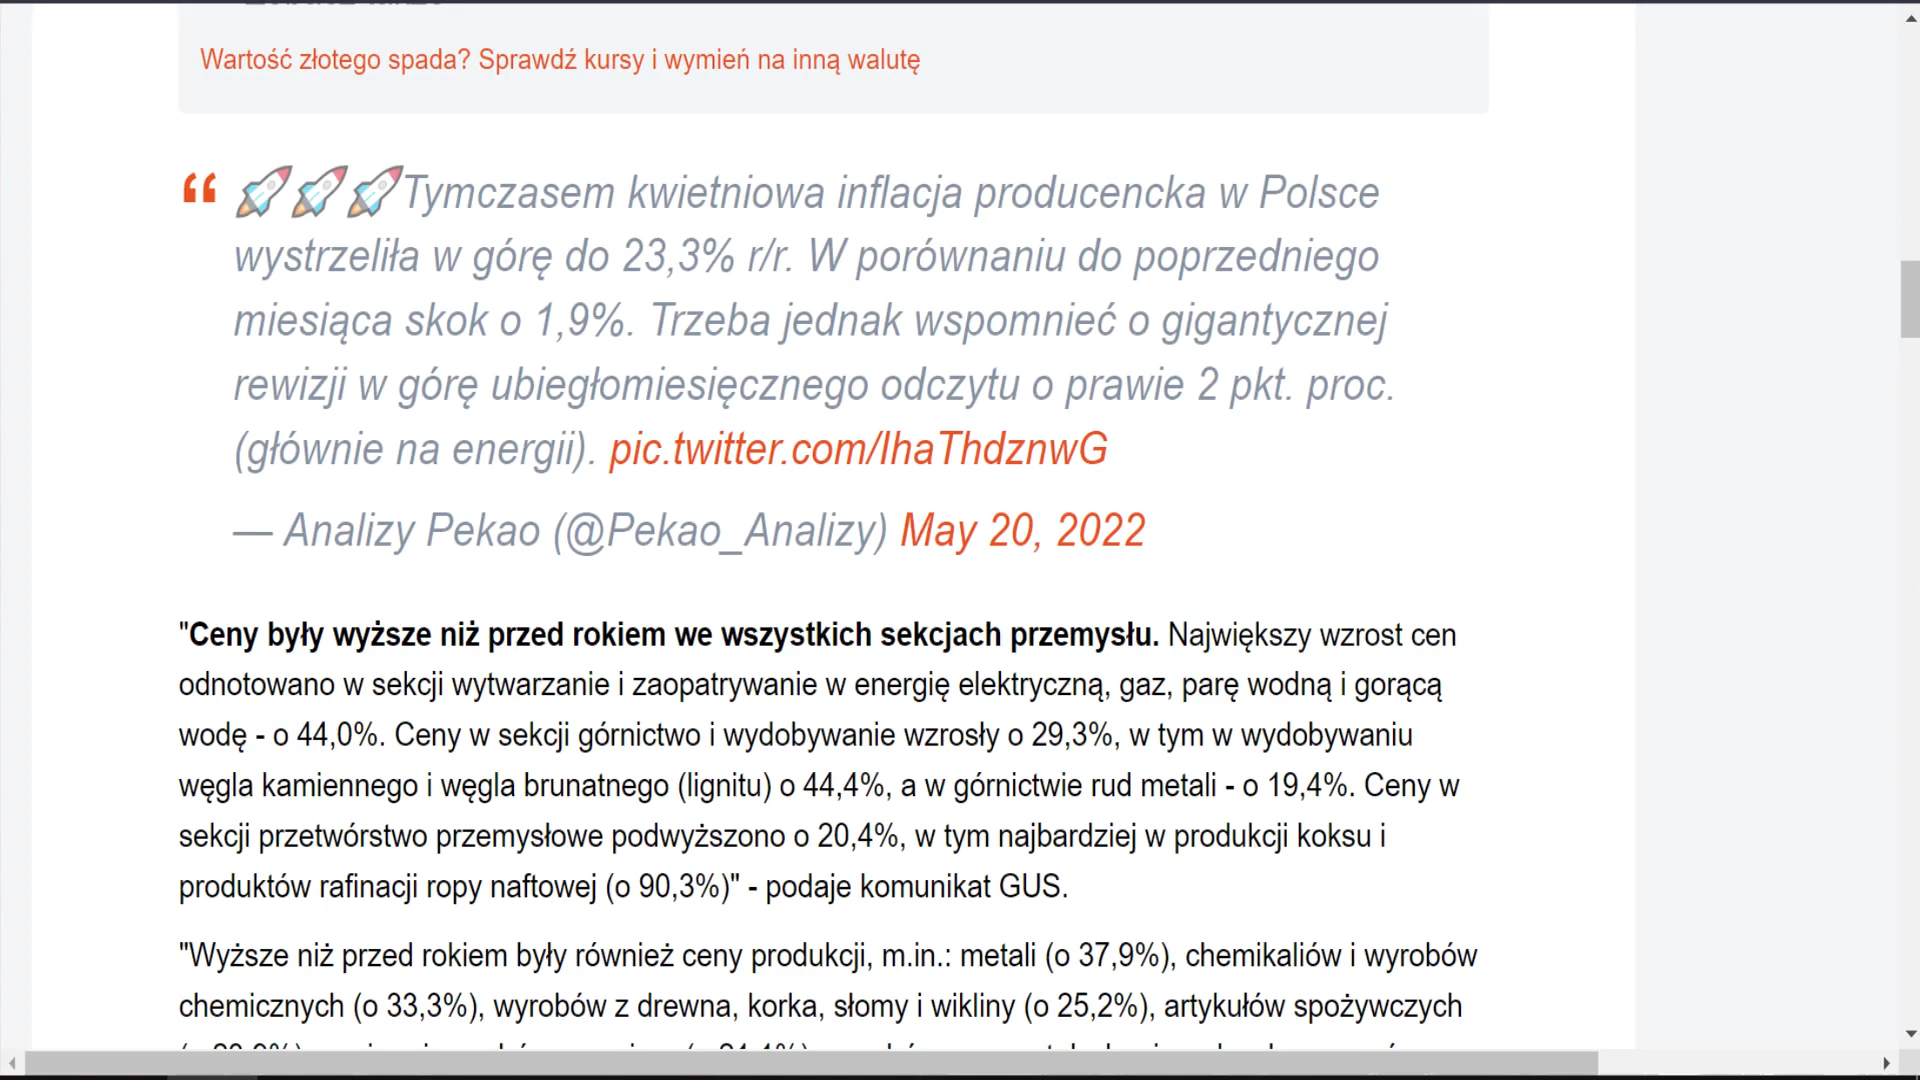 Wartość złotego spada? Sprawdź kursy i wymień na inną walutę
“ 🚀🚀🚀Tymczasem kwietniowa inflacja producencka w Polsce
wystrzeliła w górę do 23,3% r/r. W porównaniu do poprzedniego
miesiąca skok o 1,9%. Trzeba jednak wspomnieć o gigantycznej
rewizji w górę ubiegłomiesięcznego odczytu o prawie 2 pkt. proc.
(głównie na energii). pic.twitter.com/IhaThdznwG
— Analizy Pekao (@Pekao_Analizy) May 20, 2022
"Ceny były wyższe niż przed rokiem we wszystkich sekcjach przemysłu. Największy wzrost cen
odnotowano w sekcji wytwarzanie i zaopatrywanie w energię elektryczną, gaz, parę wodną i gorącą
wodę - o 44,0%. Ceny w sekcji górnictwo i wydobywanie wzrosły o 29,3%, w tym w wydobywaniu
węgla kamiennego i węgla brunatnego (lignitu) o 44,4%, a w górnictwie rud metali - o 19,4%. Ceny w
sekcji przetwórstwo przemysłowe podwyższono o 20,4%, w tym najbardziej w produkcji koksu i
produktów rafinacji ropy naftowej (o 90,3%)" - podaje komunikat GUS.
"Wyższe niż przed rokiem były również ceny produkcji, m.in.: metali (o 37,9%), chemikaliów i wyrobów
chemicznych (o 33,3%), wyrobów z drewna, korka, słomy i wikliny (o 25,2%), artykułów spożywczych